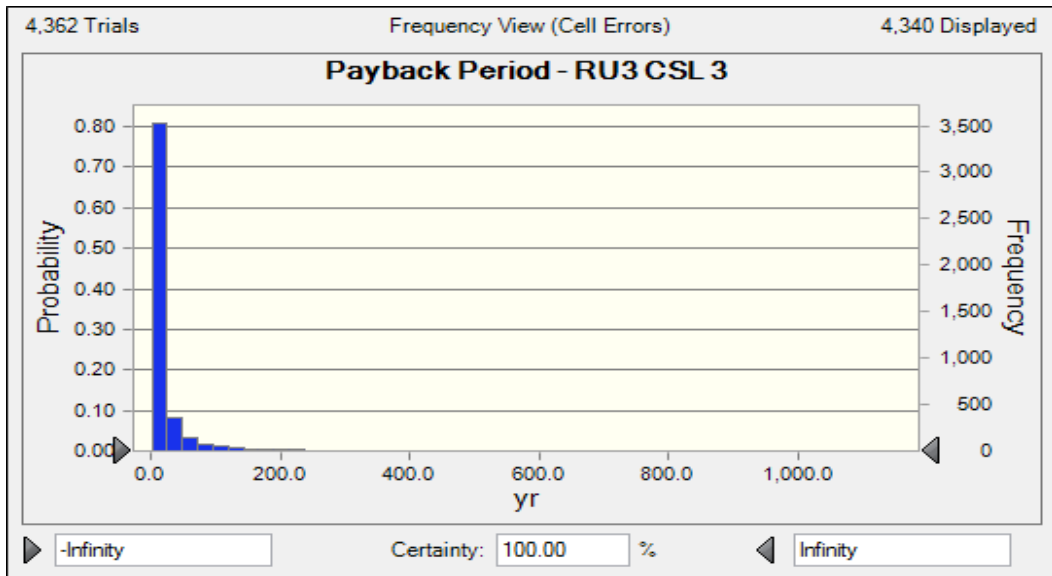 4,362 Trials Frequency View (Cell Errors) 4,340 Displayed
Payback Period - RU3 CSL 3
Probability
0.80
0.70
0.60
0.50
0.40
0.30
0.20
0.10
0.00
3,500
3,000
2,500
2,000
1,500
1,000
500
0
Frequency
0.0 200.0 400.0 600.0 800.0 1,000.0
yr
-Infinity Certainty: 100.00 % Infinity